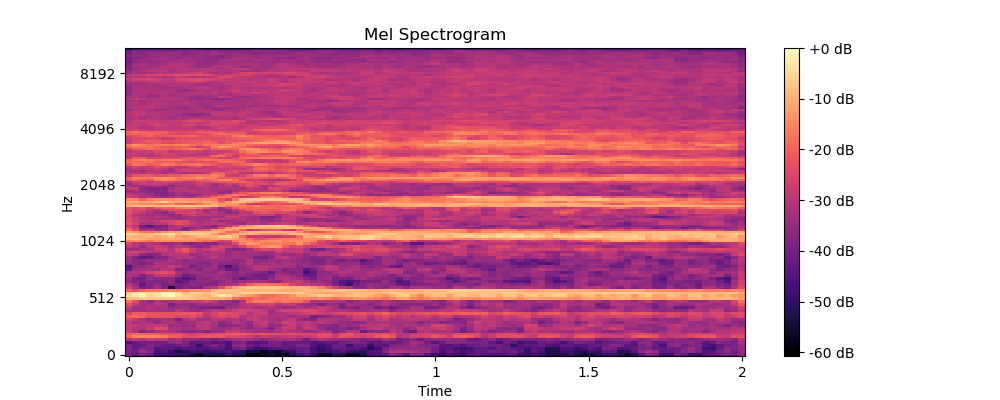 Mel Spectrogram
8192
4096
2048
1024
512
0
Hz
0
0.5
1
1.5
2
Time
+0 dB
-10 dB
-20 dB
-30 dB
-40 dB
-50 dB
-60 dB